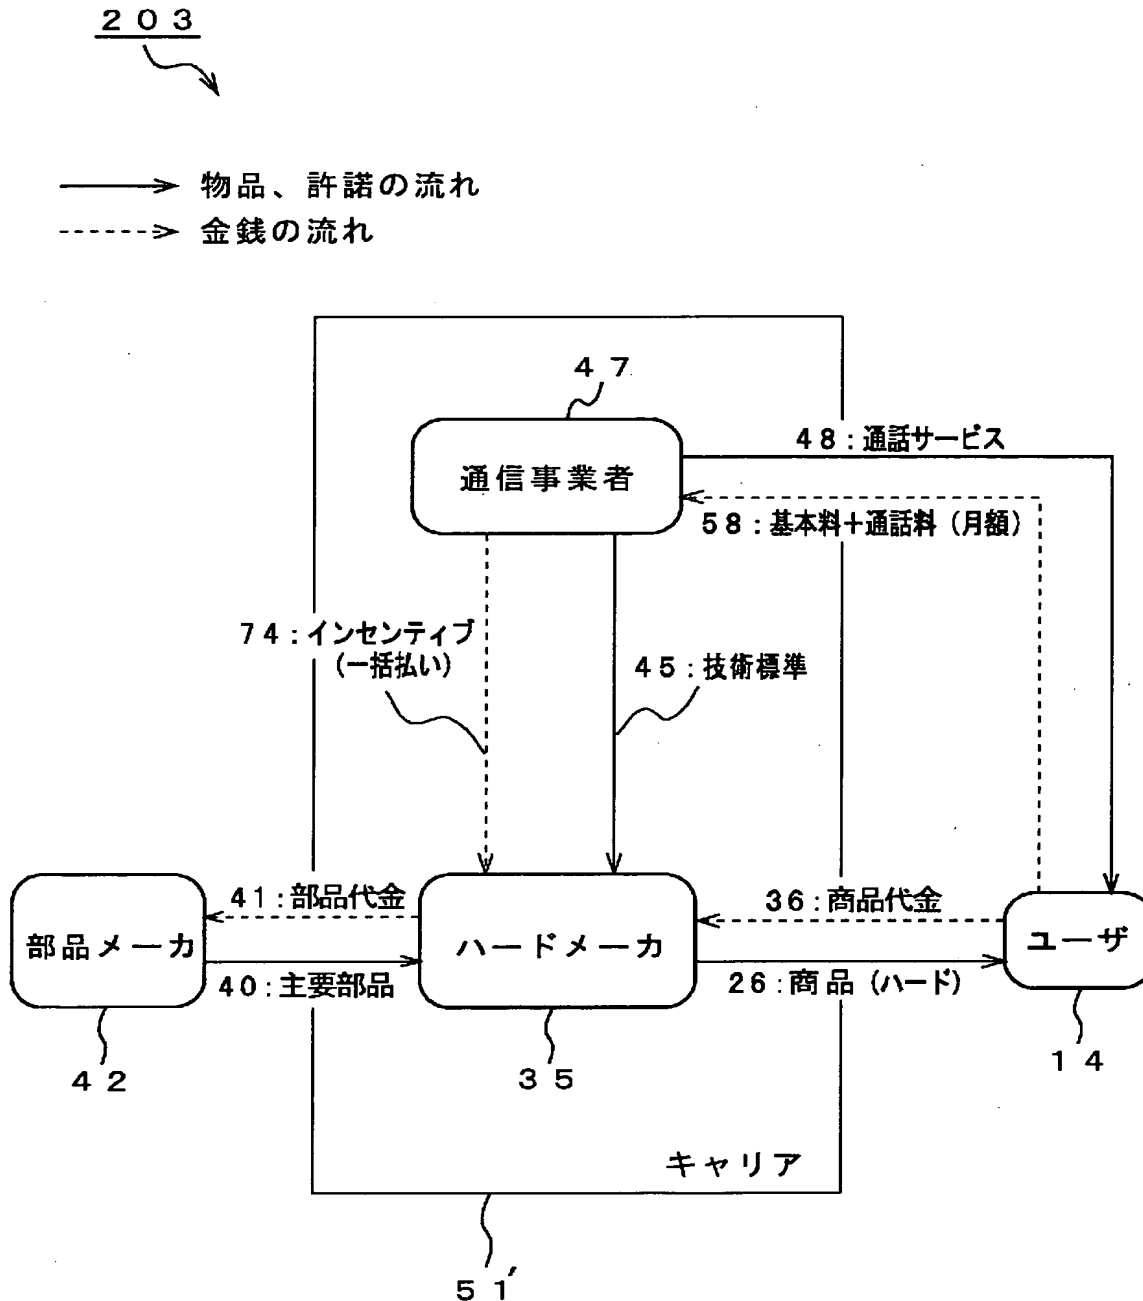 ２０３
物品、許諾の流れ
金銭の流れ
４７
４８：通話サービス
通信事業者
５８：基本料＋通話料（月額）
７４：インセンティブ
（一括払い）
４５：技術標準
４１：部品代金
３６：商品代金
部品メーカ
ハードメーカ
ユーザ
４０：主要部品
２６：商品（ハード）
４２
３５
１４
キャリア
５１’